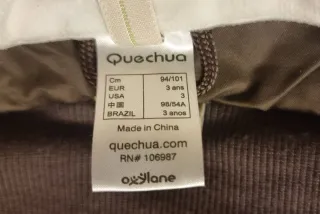 Quechua
Cm 94/101
EUR 3 ans
USA 3
中国 98/54A
BRAZIL 3 anos
Made in China
quechua.com
RN# 106987
oxylane